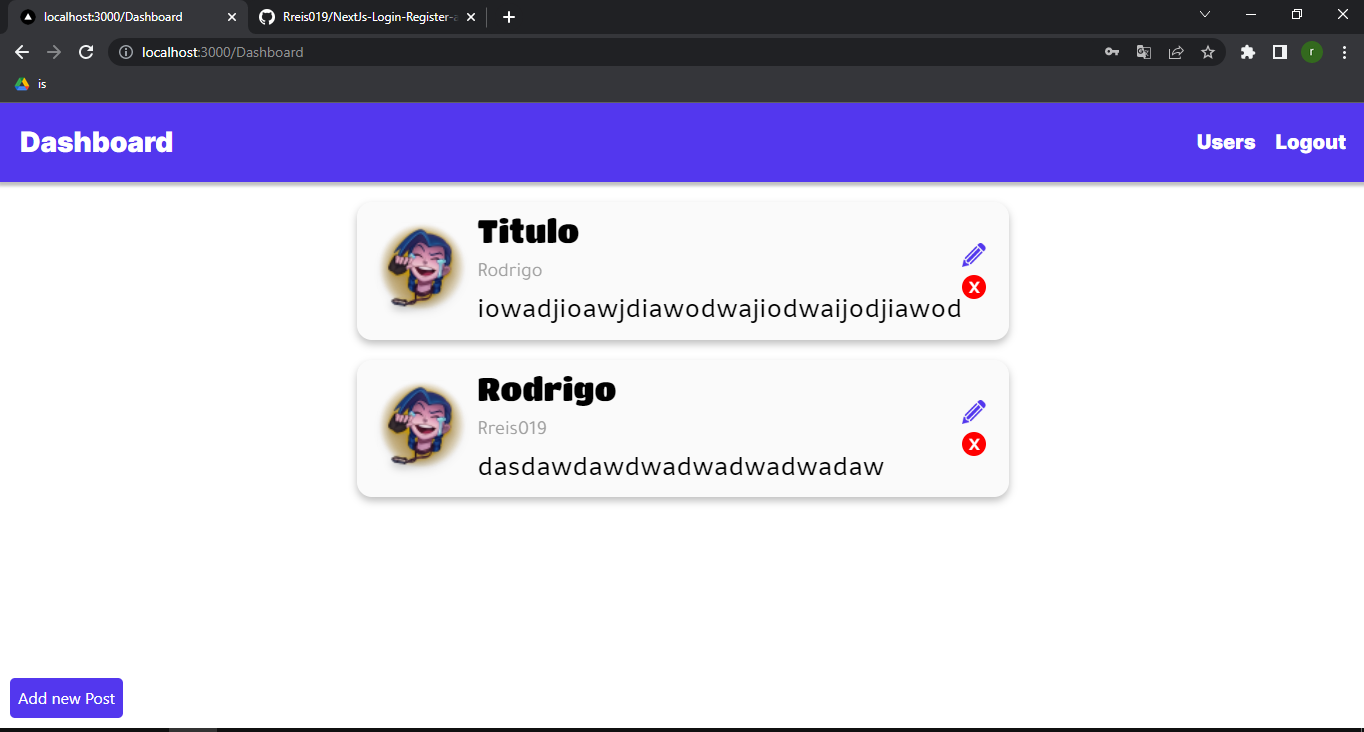 localhost:3000/Dashboard
Rreis019/NextJs-Login-Register-a
localhost:3000/Dashboard
r
is
Dashboard
Users Logout
Titulo
Rodrigo
iowadjioawjdiawodwajiodwaijodjiawod
X
Rodrigo
Rreis019
dasdawdawdwadwadwadwadaw
X
Add new Post